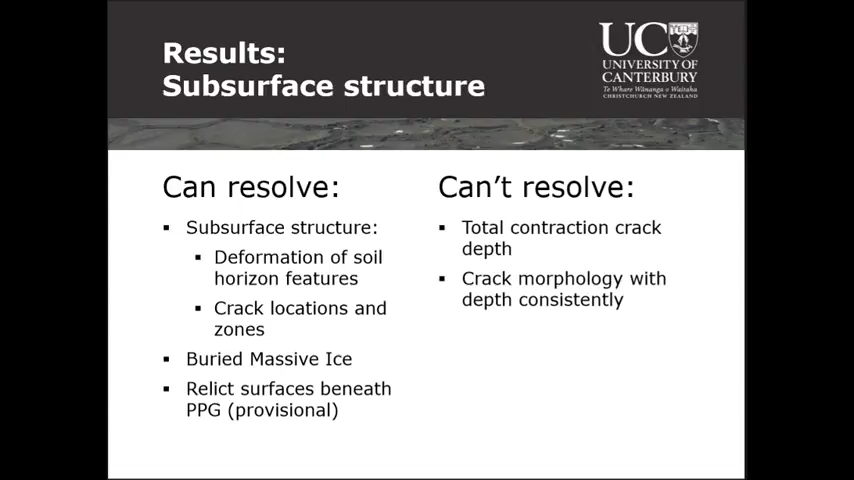 Results:
Subsurface structure
UC
UNIVERSITY OF
CANTERBURY
Te Whare Wānanga o Waitaha
CHRISTCHURCH NEW ZEALAND
Can resolve:
▪ Subsurface structure:
▪ Deformation of soil
horizon features
▪ Crack locations and
zones
▪ Buried Massive Ice
▪ Relict surfaces beneath
PPG (provisional)
Can’t resolve:
▪ Total contraction crack
depth
▪ Crack morphology with
depth consistently